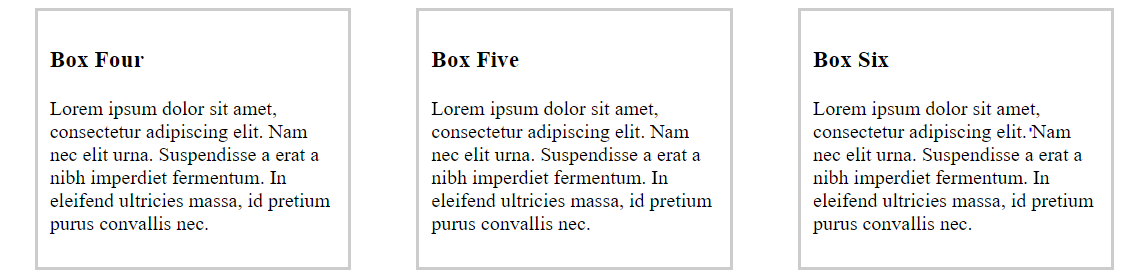 Box Four
Lorem ipsum dolor sit amet,
consectetur adipiscing elit. Nam
nec elit urna. Suspendisse a erat a
nibh imperdiet fermentum. In
eleifend ultricies massa, id pretium
purus convallis nec.
Box Five
Lorem ipsum dolor sit amet,
consectetur adipiscing elit. Nam
nec elit urna. Suspendisse a erat a
nibh imperdiet fermentum. In
eleifend ultricies massa, id pretium
purus convallis nec.
Box Six
Lorem ipsum dolor sit amet,
consectetur adipiscing elit. Nam
nec elit urna. Suspendisse a erat a
nibh imperdiet fermentum. In
eleifend ultricies massa, id pretium
purus convallis nec.